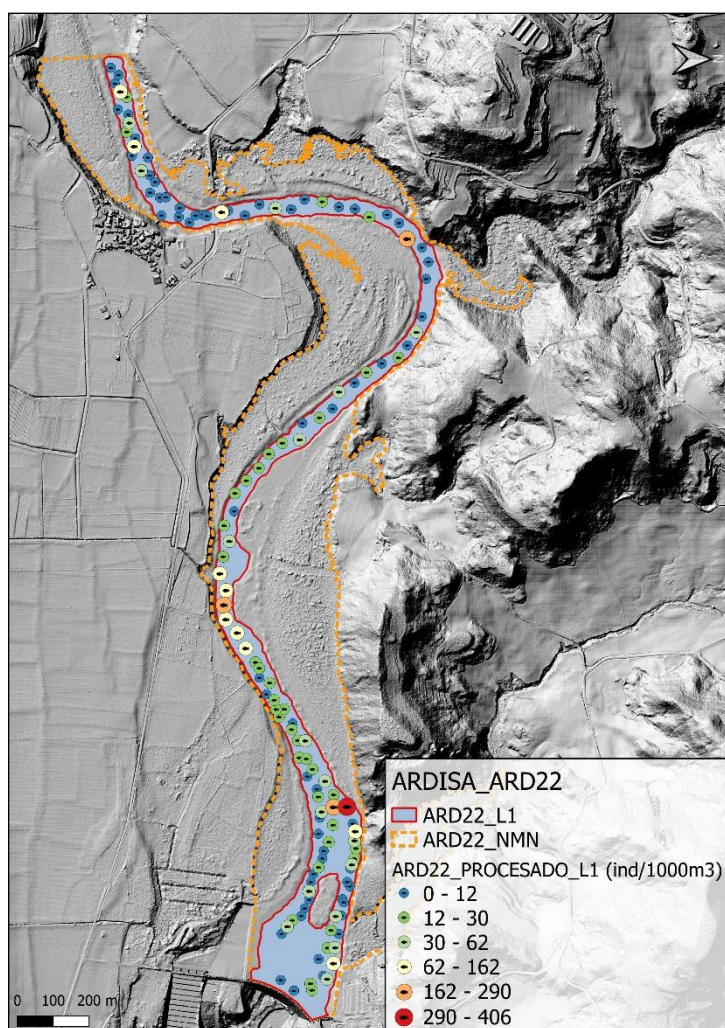 N
ARDISA_ARD22
ARD22_L1
ARD22_NMN
ARD22_PROCESADO_L1 (ind/1000m3)
0 - 12
12 - 30
30 - 62
62 - 162
162 - 290
290 - 406
0 100 200 m